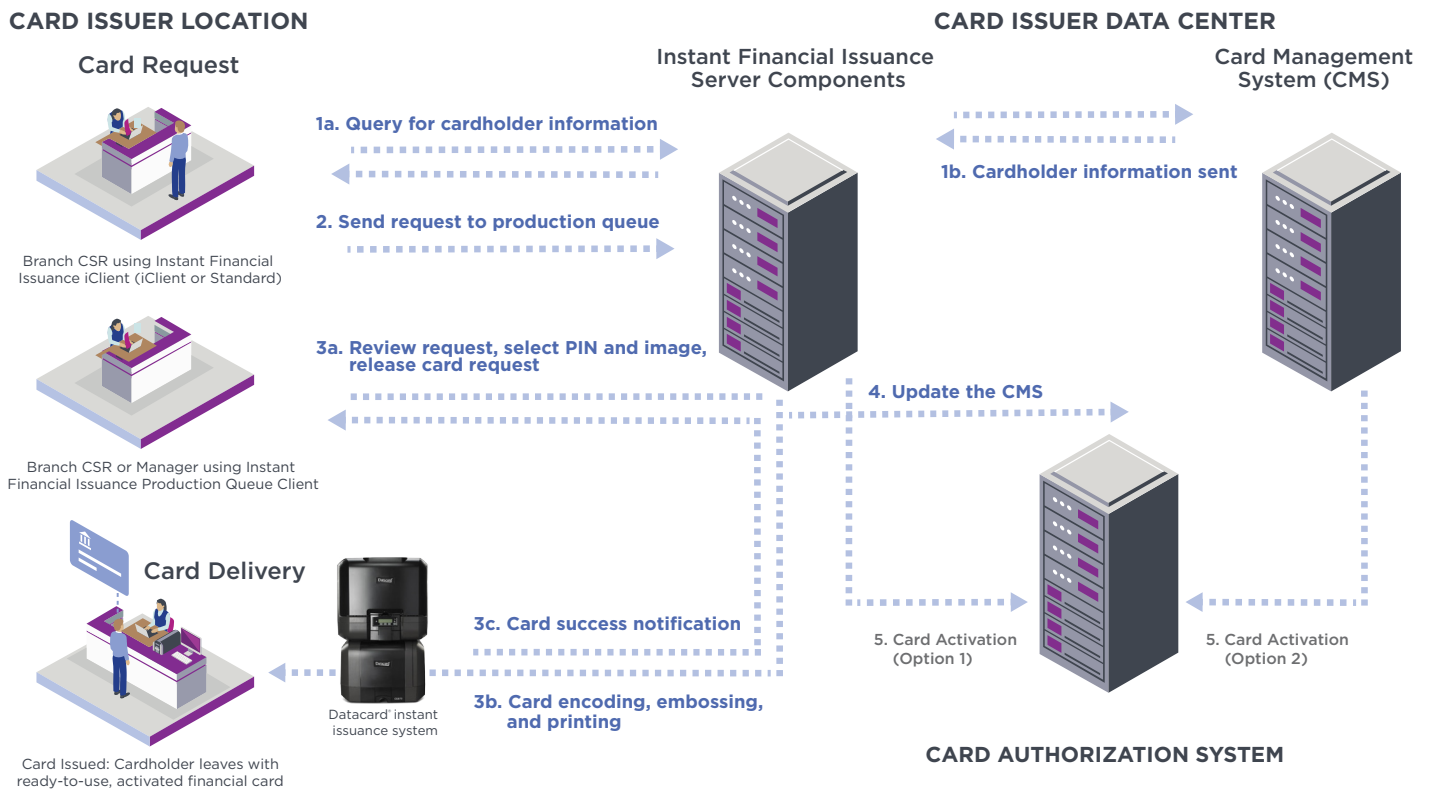 CARD ISSUER LOCATION
CARD ISSUER DATA CENTER
Card Request
Instant Financial Issuance
Server Components
Card Management
System (CMS)
1a. Query for cardholder information
1b. Cardholder information sent
2. Send request to production queue
Branch CSR using Instant Financial
Issuance iClient (iClient or Standard)
3a. Review request, select PIN and image,
release card request
4. Update the CMS
Branch CSR or Manager using Instant
Financial Issuance Production Queue Client
Card Delivery
3c. Card success notification
5. Card Activation
(Option 1)
5. Card Activation
(Option 2)
3b. Card encoding, embossing,
and printing
Datacard® instant
issuance system
CARD AUTHORIZATION SYSTEM
Card Issued: Cardholder leaves with
ready-to-use, activated financial card